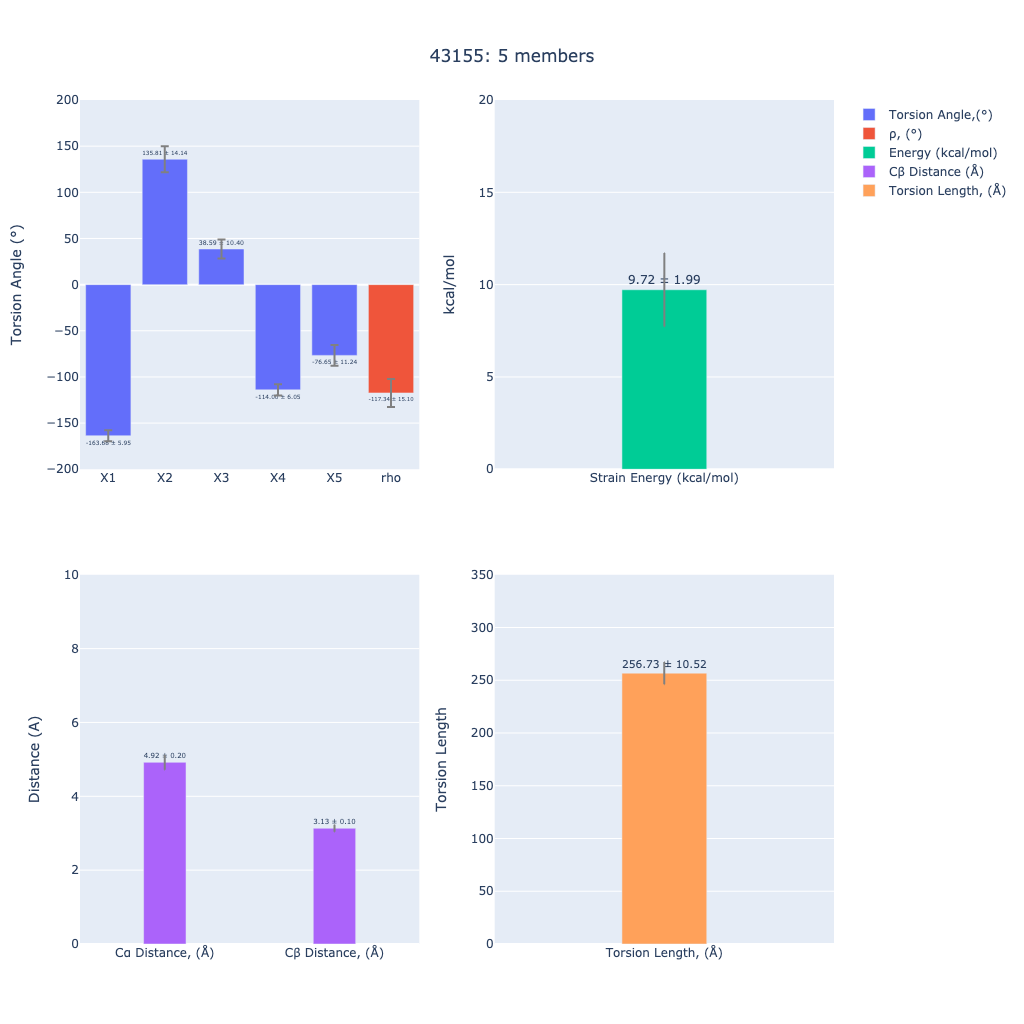 43155: 5 members
Torsion Angle (°)
200
150
100
50
0
−50
−100
−150
−200
135.81 ± 14.14
38.59 ± 10.40
-76.65 ± 11.24
-114.00 ± 6.05
-117.34 ± 15.10
X1
X2
X3
X4
X5
rho
kcal/mol
20
15
10
5
0
9.72 ± 1.99
Strain Energy (kcal/mol)
Torsion Angle,(°)
ρ, (°)
Energy (kcal/mol)
Cβ Distance (Å)
Torsion Length, (Å)
Distance (A)
10
8
6
4
2
0
4.92 ± 0.20
3.13 ± 0.10
Cα Distance, (Å)
Cβ Distance, (Å)
Torsion Length
350
300
250
200
150
100
50
0
256.73 ± 10.52
Torsion Length, (Å)